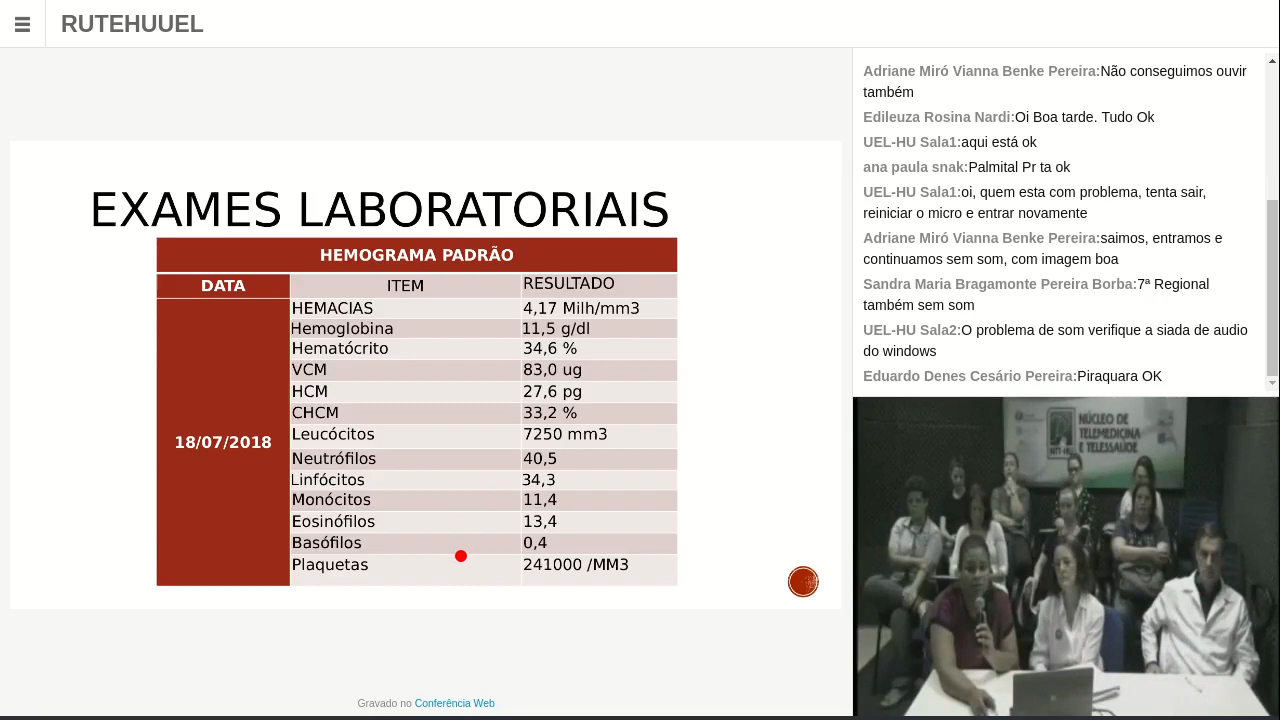 RUTEHUUEL
EXAMES LABORATORIAIS
HEMOGRAMA PADRÃO
DATA ITEM RESULTADO
18/07/2018
HEMACIAS 4,17 Milh/mm3
Hemoglobina 11,5 g/dl
Hematócrito 34,6 %
VCM 83,0 ug
HCM 27,6 pg
CHCM 33,2 %
Leucócitos 7250 mm3
Neutrófilos 40,5
Linfócitos 34,3
Monócitos 11,4
Eosinófilos 13,4
Basófilos 0,4
Plaquetas 241000 /MM3
Gravado no Conferência Web
Adriane Miró Vianna Benke Pereira:Não conseguimos ouvir
também
Edileuza Rosina Nardi:Oi Boa tarde. Tudo Ok
UEL-HU Sala1:aqui está ok
ana paula snak:Palmital Pr ta ok
UEL-HU Sala1:oi, quem esta com problema, tenta sair,
reiniciar o micro e entrar novamente
Adriane Miró Vianna Benke Pereira:saimos, entramos e
continuamos sem som, com imagem boa
Sandra Maria Bragamonte Pereira Borba:7ª Regional
também sem som
UEL-HU Sala2:O problema de som verifique a siada de audio
do windows
Eduardo Denes Cesário Pereira:Piraquara OK
NÚCLEO DE
TELEMEDICINA
E TELESSAÚDE